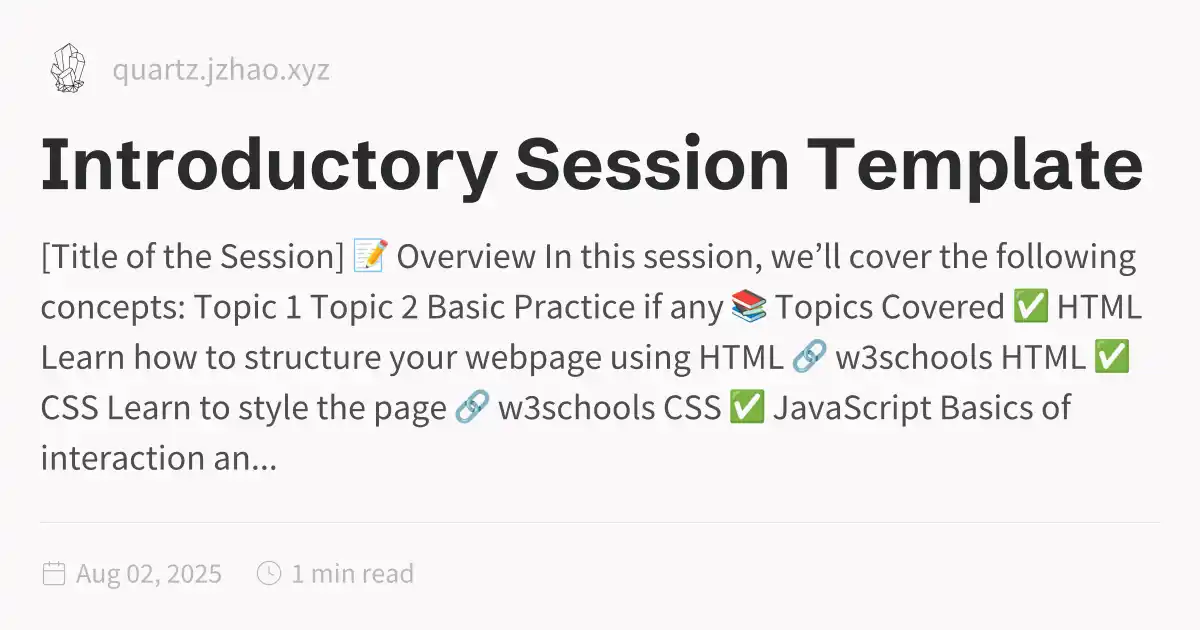 quartz.jzhao.xyz
Introductory Session Template
[Title of the Session] 📝 Overview In this session, we’ll cover the following
concepts: Topic 1 Topic 2 Basic Practice if any 📚 Topics Covered ✅ HTML
Learn how to structure your webpage using HTML 🔗 w3schools HTML ✅
CSS Learn to style the page 🔗 w3schools CSS ✅ JavaScript Basics of
interaction an...
Aug 02, 2025 1 min read